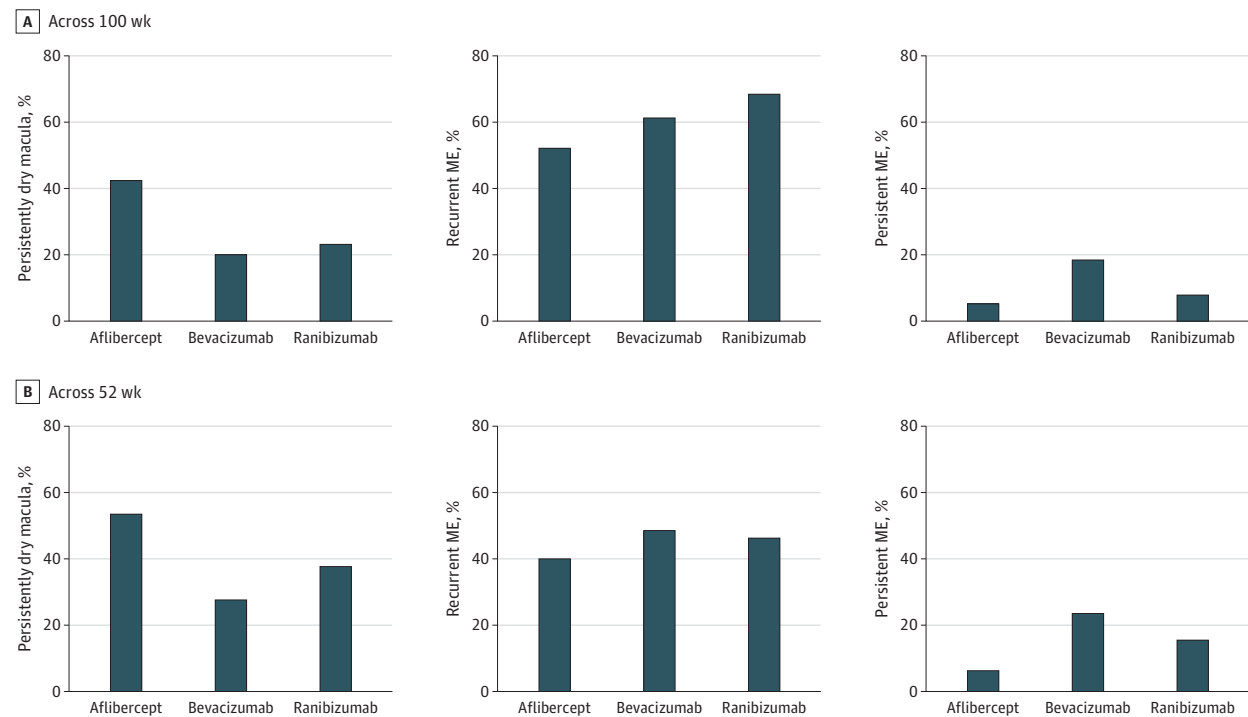 A Across 100 wk
Persistently dry macula, %
80
60
40
20
0
Aflibercept Bevacizumab Ranibizumab
Recurrent ME, %
80
60
40
20
0
Aflibercept Bevacizumab Ranibizumab
Persistent ME, %
80
60
40
20
0
Aflibercept Bevacizumab Ranibizumab
B Across 52 wk
Persistently dry macula, %
80
60
40
20
0
Aflibercept Bevacizumab Ranibizumab
Recurrent ME, %
80
60
40
20
0
Aflibercept Bevacizumab Ranibizumab
Persistent ME, %
80
60
40
20
0
Aflibercept Bevacizumab Ranibizumab